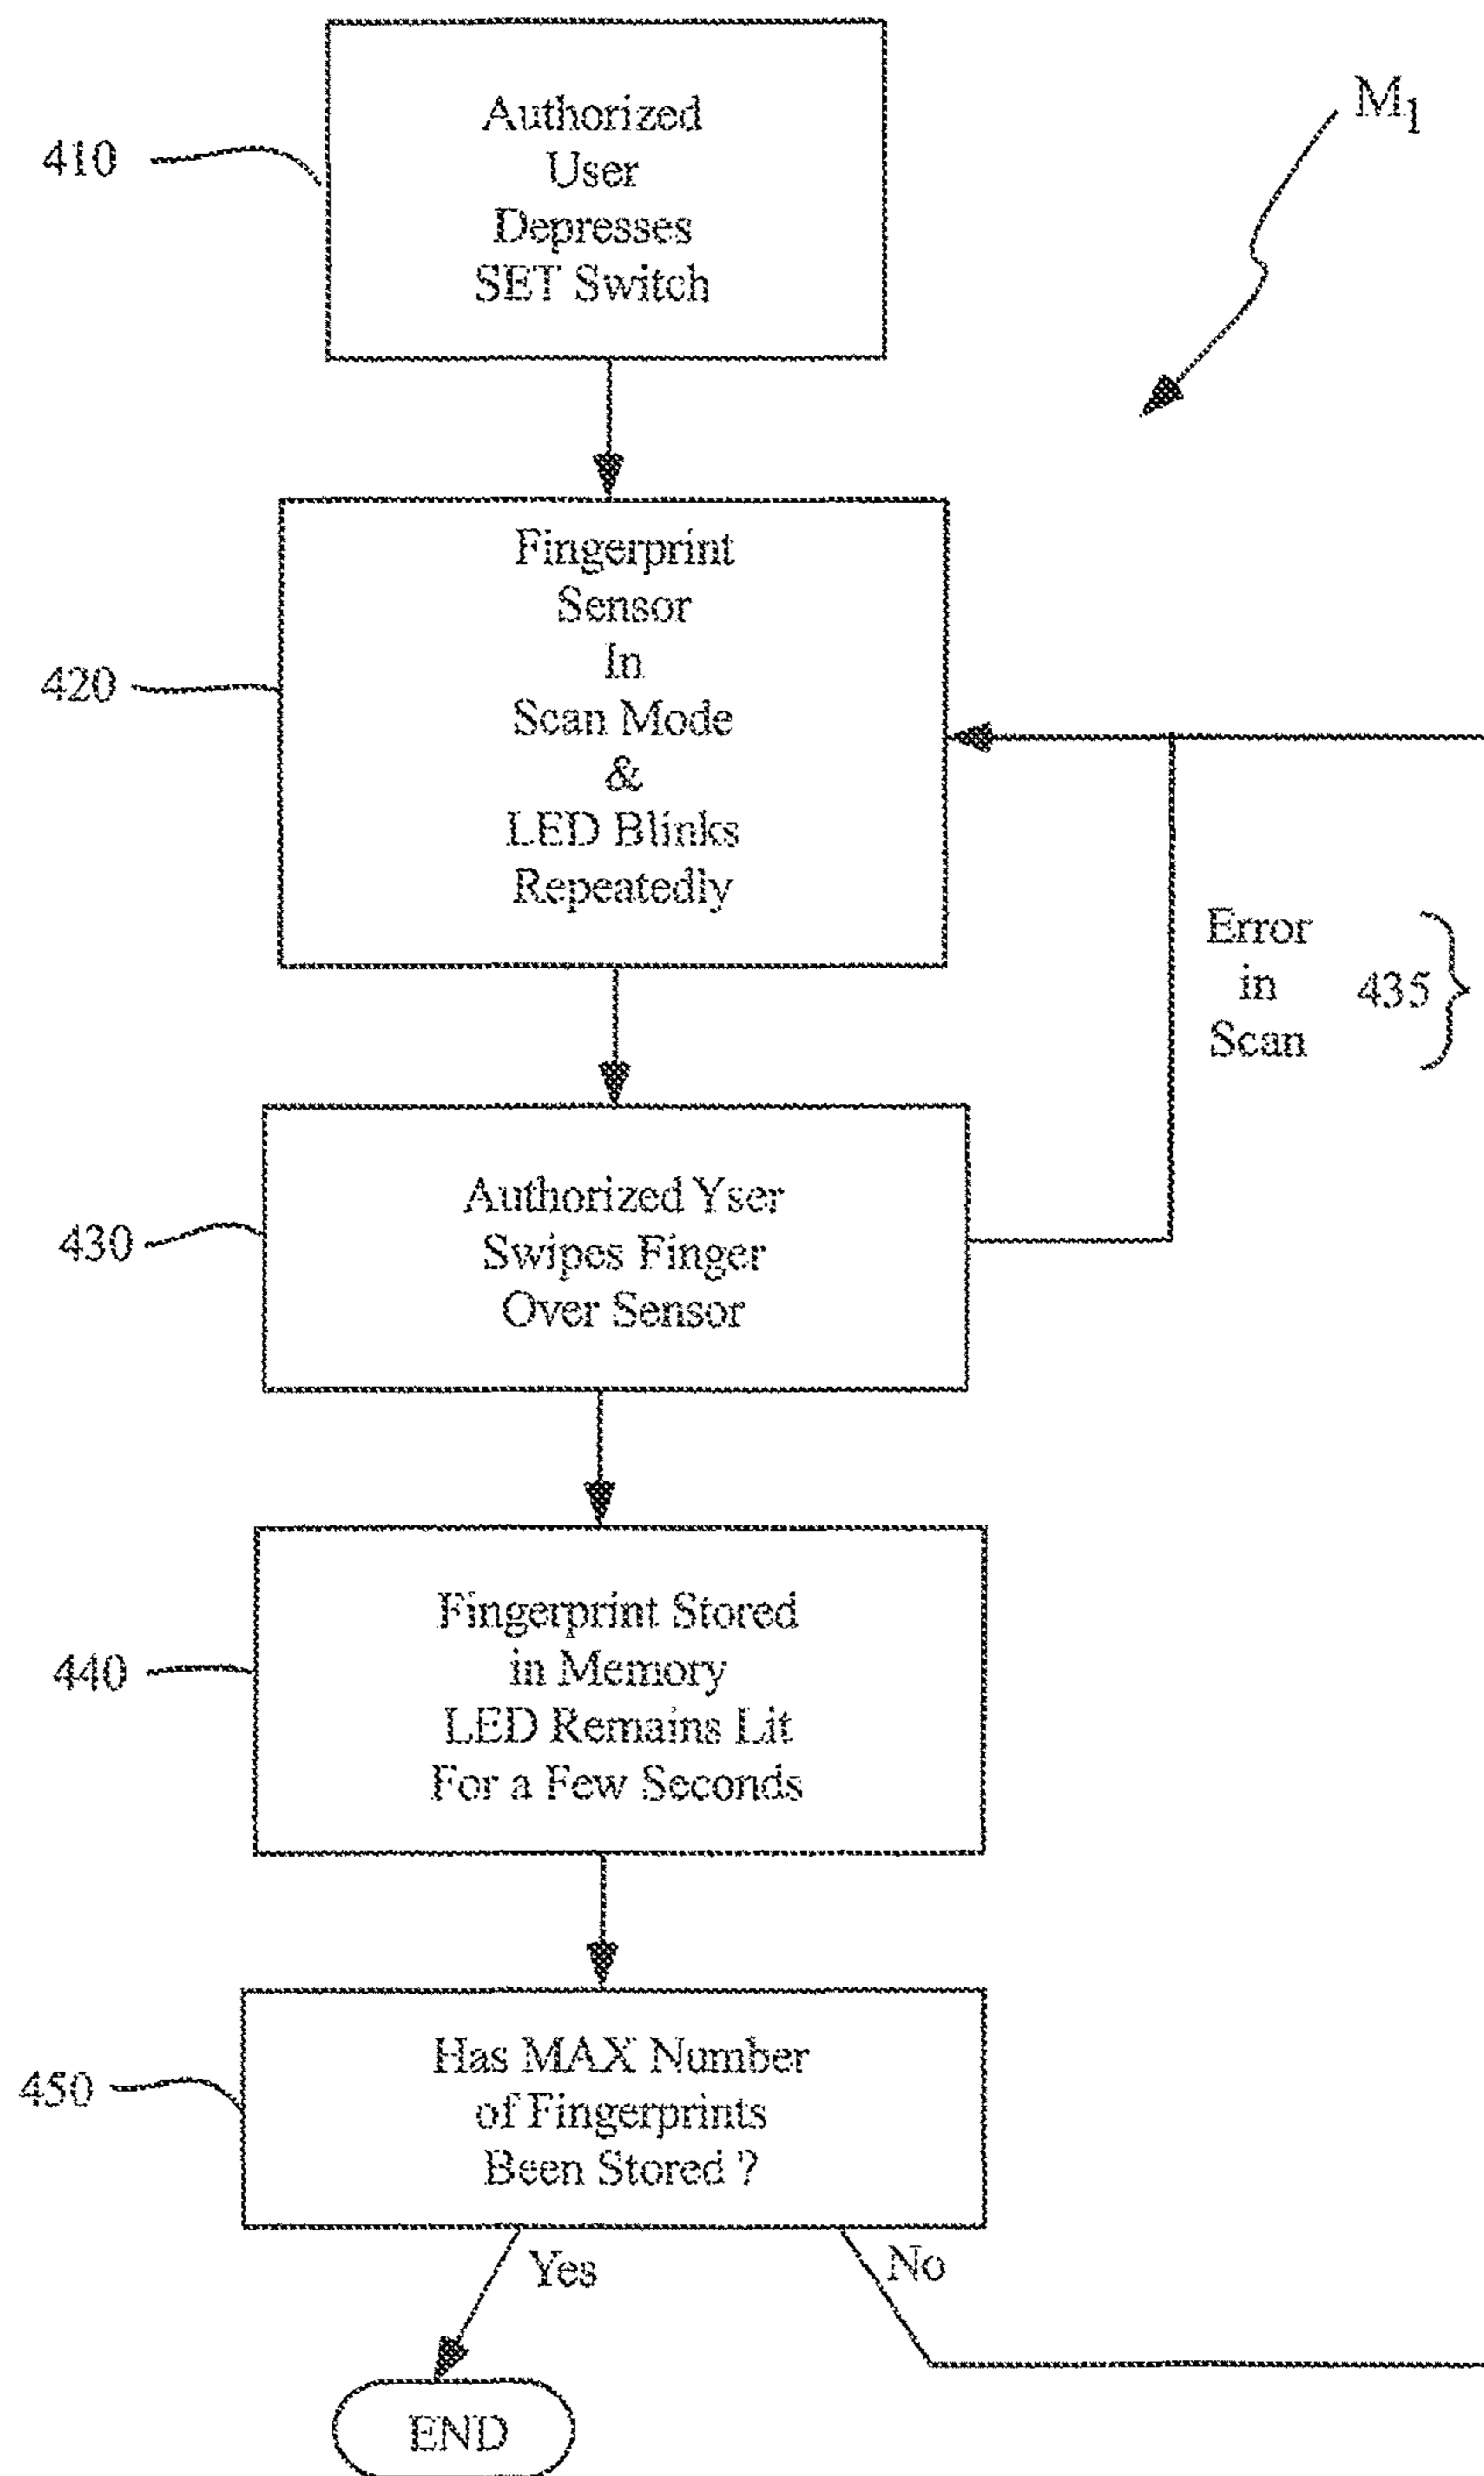 M1
410
Authorized
User
Depresses
SET Switch
420
Fingerprint
Sensor
In
Scan Mode
&
LED Blinks
Repeatedly
Error
in
Scan
435
430
Authorized Yser
Swipes Finger
Over Sensor
440
Fingerprint Stored
in Memory
LED Remains Lit
For a Few Seconds
450
Has MAX Number
of Fingerprints
Been Stored ?
Yes
No
END